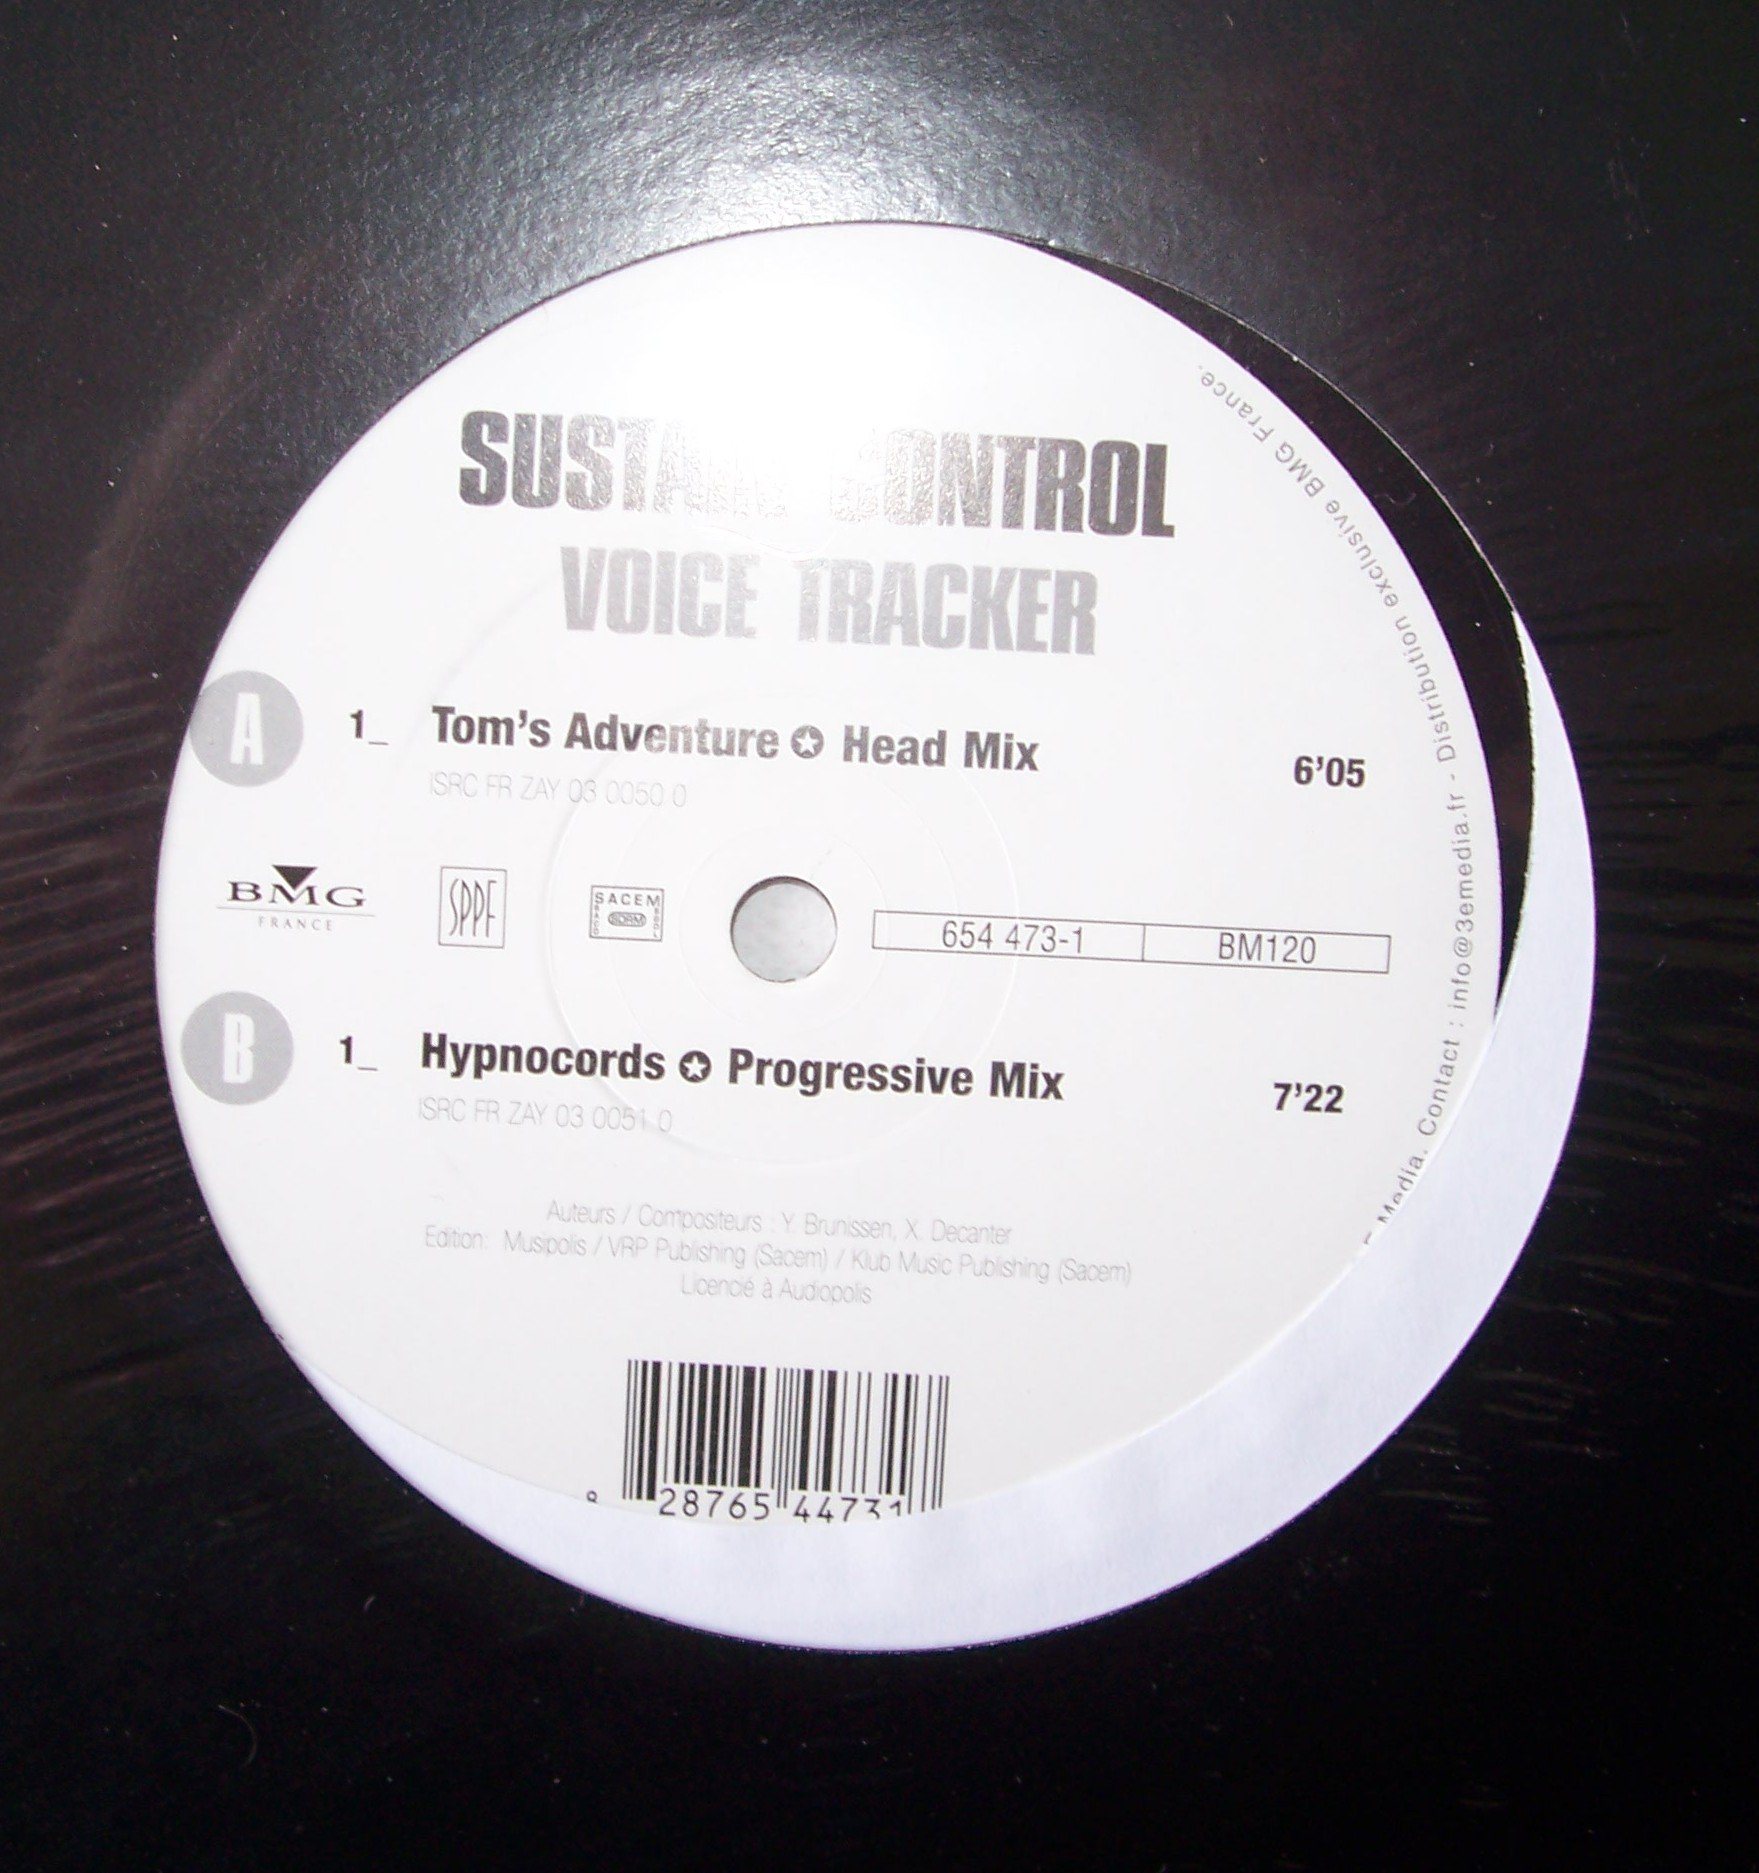 SUSTAIN CONTROL
VOICE TRACKER
A
1_ Tom's Adventure ✪ Head Mix 6'05
ISRC FR ZAY 03 0050 0
BMG
FRANCE
SPPF
SACEM
SDRM
654 473-1 BM120
B
1_ Hypnocords ✪ Progressive Mix 7'22
ISRC FR ZAY 03 0051 0
Auteurs / Compositeurs : Y. Brunissen, X. Decanter
Edition: Musipolis / VRP Publishing (Sacem) / Klub Music Publishing (Sacem)
Licencié à Audiopolis
28765 44731
Media. Contact : info@3emedia.fr - Distribution exclusive BMG France.